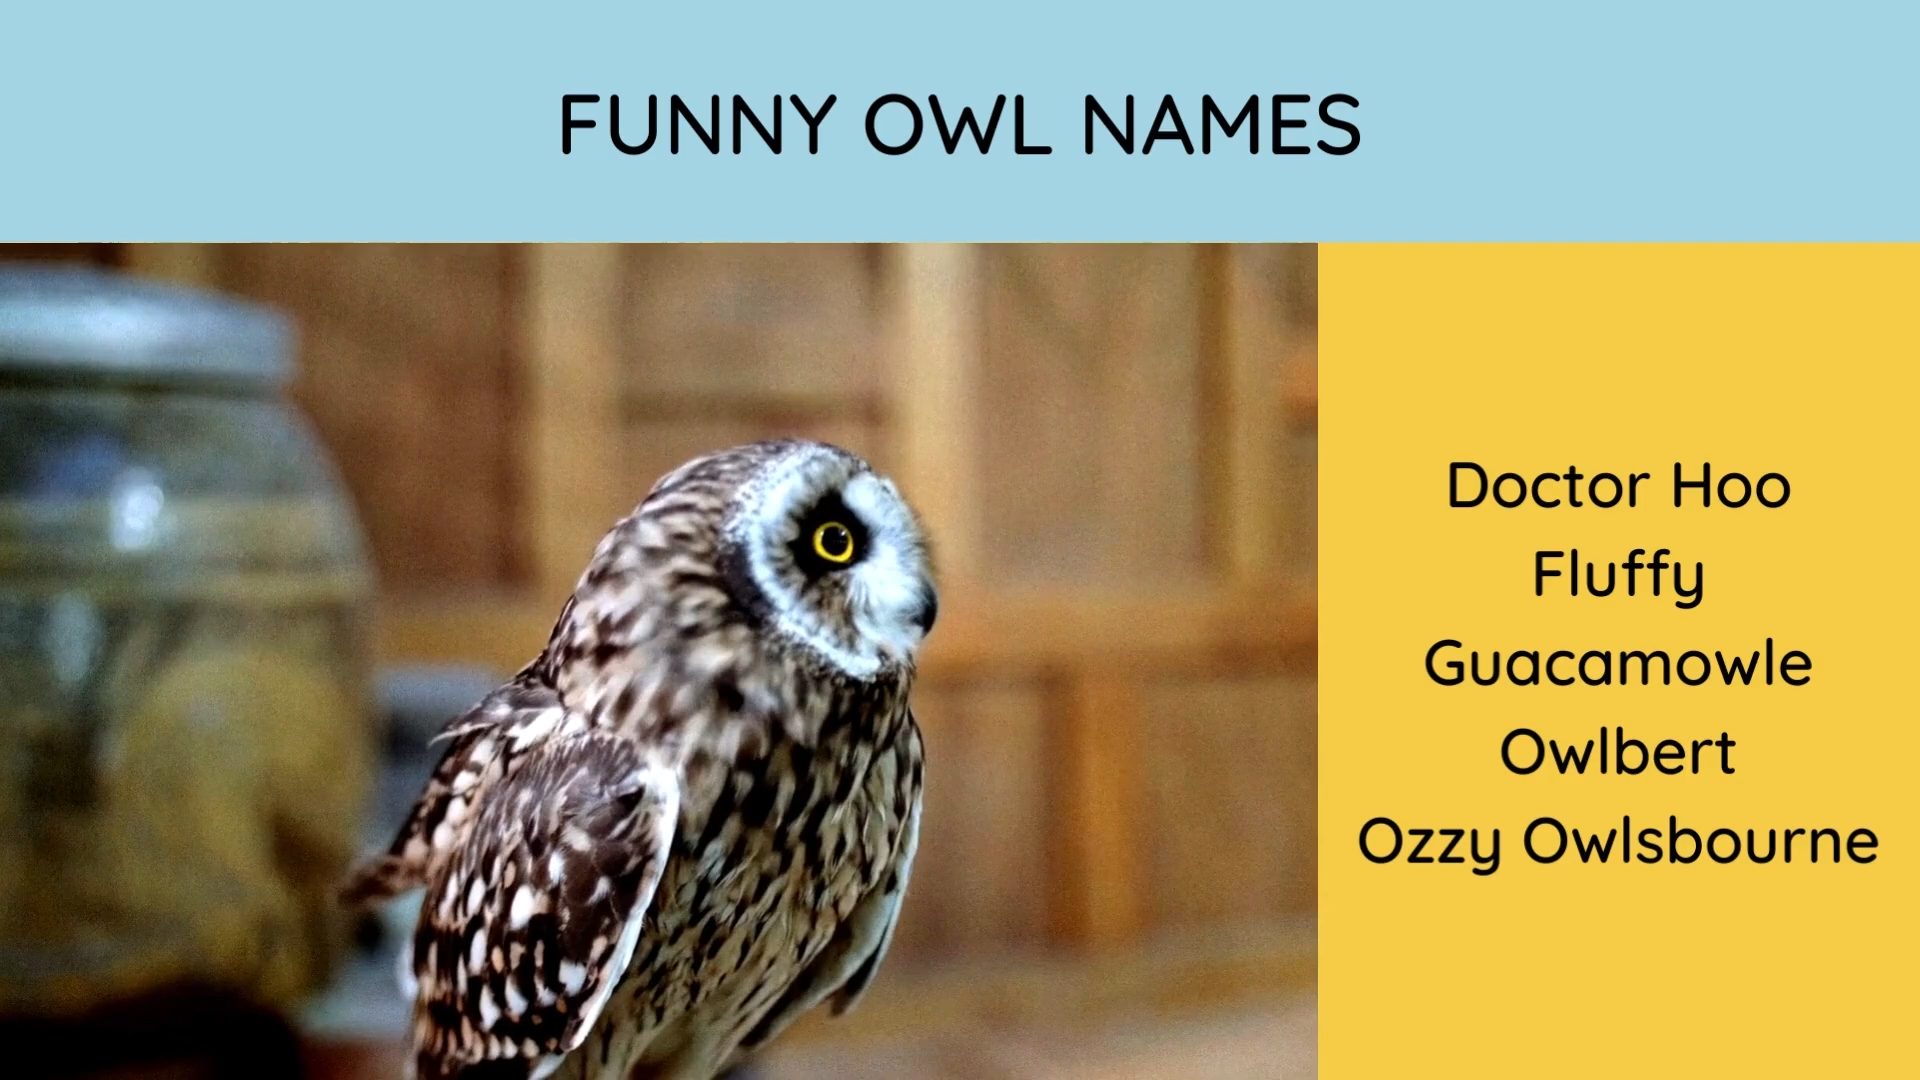 FUNNY OWL NAMES
Doctor Hoo
Fluffy
Guacamowle
Owlbert
Ozzy Owlsbourne